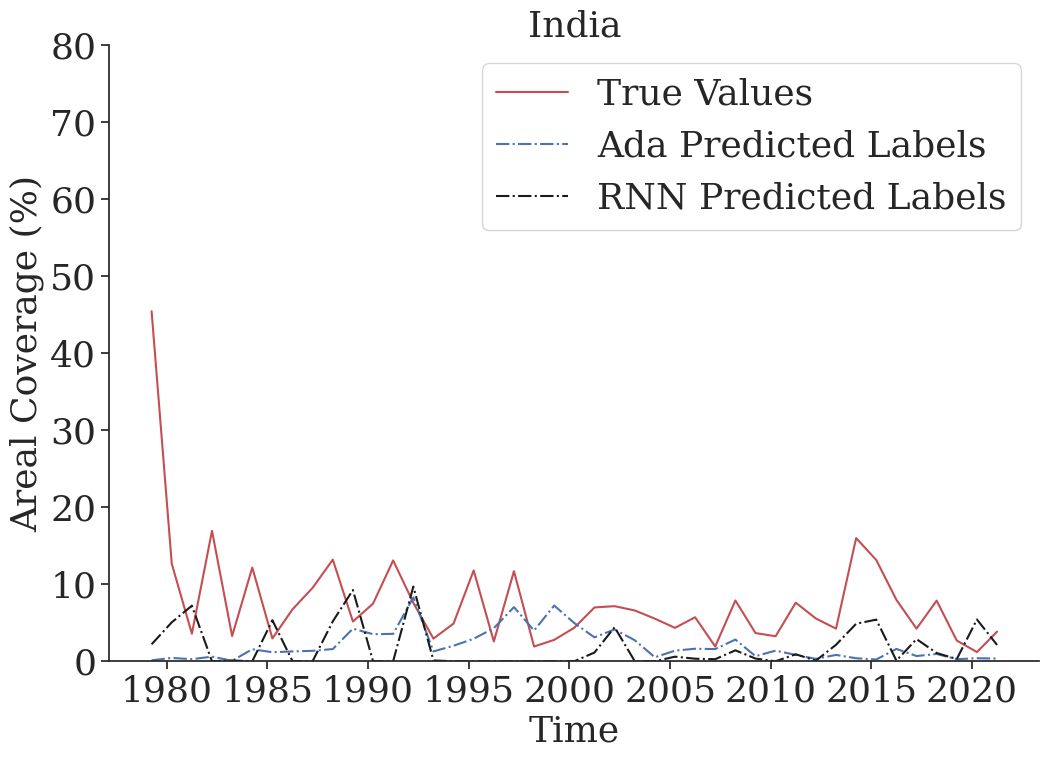 India
True Values
Ada Predicted Labels
RNN Predicted Labels
Areal Coverage (%)
80
70
60
50
40
30
20
10
0
1980 1985 1990 1995 2000 2005 2010 2015 2020
Time